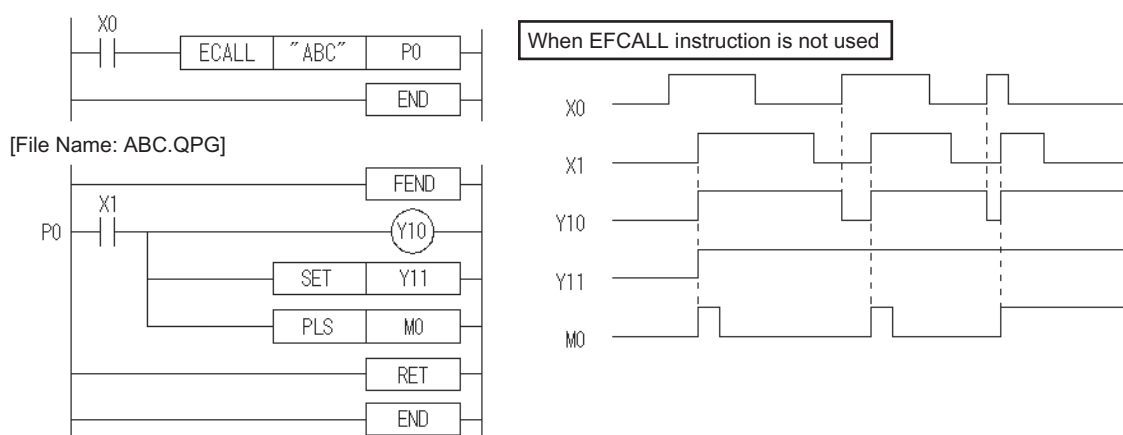 X0
ECALL "ABC" P0
END
[File Name: ABC.QPG]
FEND
X1
P0
Y10
SET Y11
PLS M0
RET
END
When EFCALL instruction is not used
X0
X1
Y10
Y11
M0